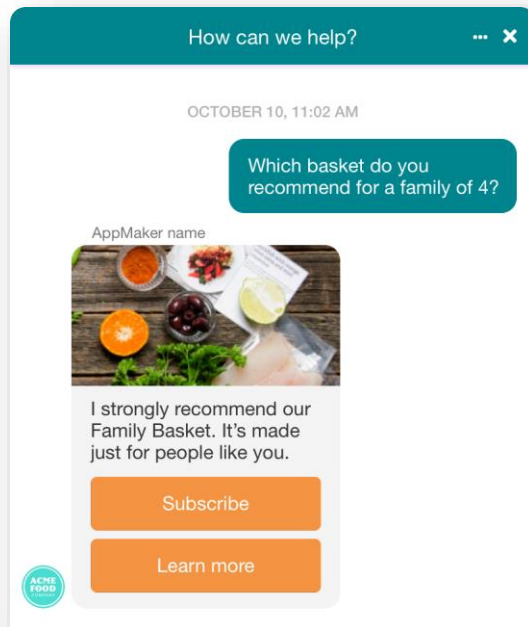 How can we help?
OCTOBER 10, 11:02 AM
Which basket do you
recommend for a family of 4?
AppMaker name
I strongly recommend our
Family Basket. It’s made
just for people like you.
Subscribe
Learn more
ACME
FOOD
COMPANY